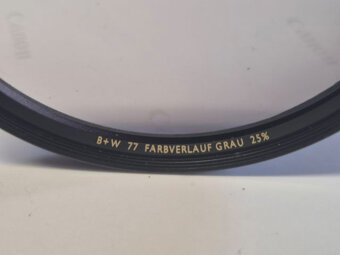 B+W 77 FARBVERLAUF GRAU 25%